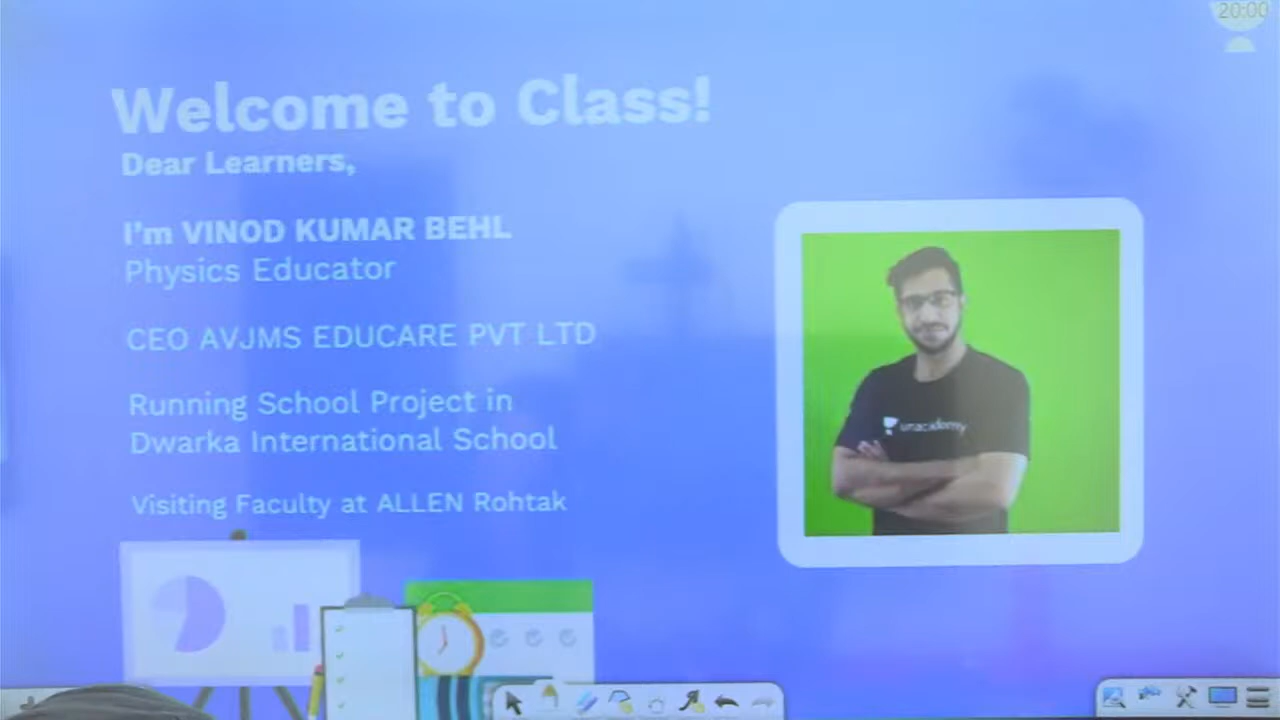 20:00
Welcome to Class!
Dear Learners,
I'm VINOD KUMAR BEHL
Physics Educator
CEO AVJMS EDUCARE PVT LTD
Running School Project in
Dwarka International School
Visiting Faculty at ALLEN Rohtak
unacademy